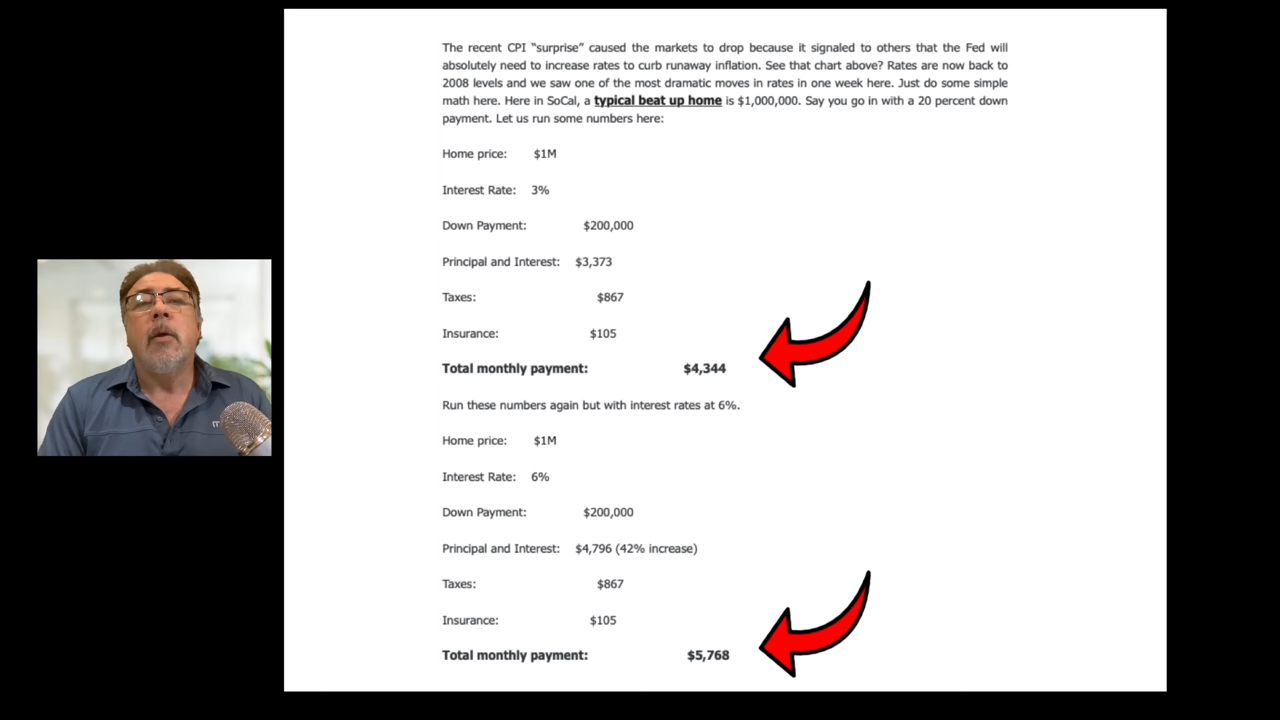 The recent CPI “surprise” caused the markets to drop because it signaled to others that the Fed will
absolutely need to increase rates to curb runaway inflation. See that chart above? Rates are now back to
2008 levels and we saw one of the most dramatic moves in rates in one week here. Just do some simple
math here. Here in SoCal, a typical beat up home is $1,000,000. Say you go in with a 20 percent down
payment. Let us run some numbers here:
Home price: $1M
Interest Rate: 3%
Down Payment: $200,000
Principal and Interest: $3,373
Taxes: $867
Insurance: $105
Total monthly payment: $4,344
Run these numbers again but with interest rates at 6%.
Home price: $1M
Interest Rate: 6%
Down Payment: $200,000
Principal and Interest: $4,796 (42% increase)
Taxes: $867
Insurance: $105
Total monthly payment: $5,768